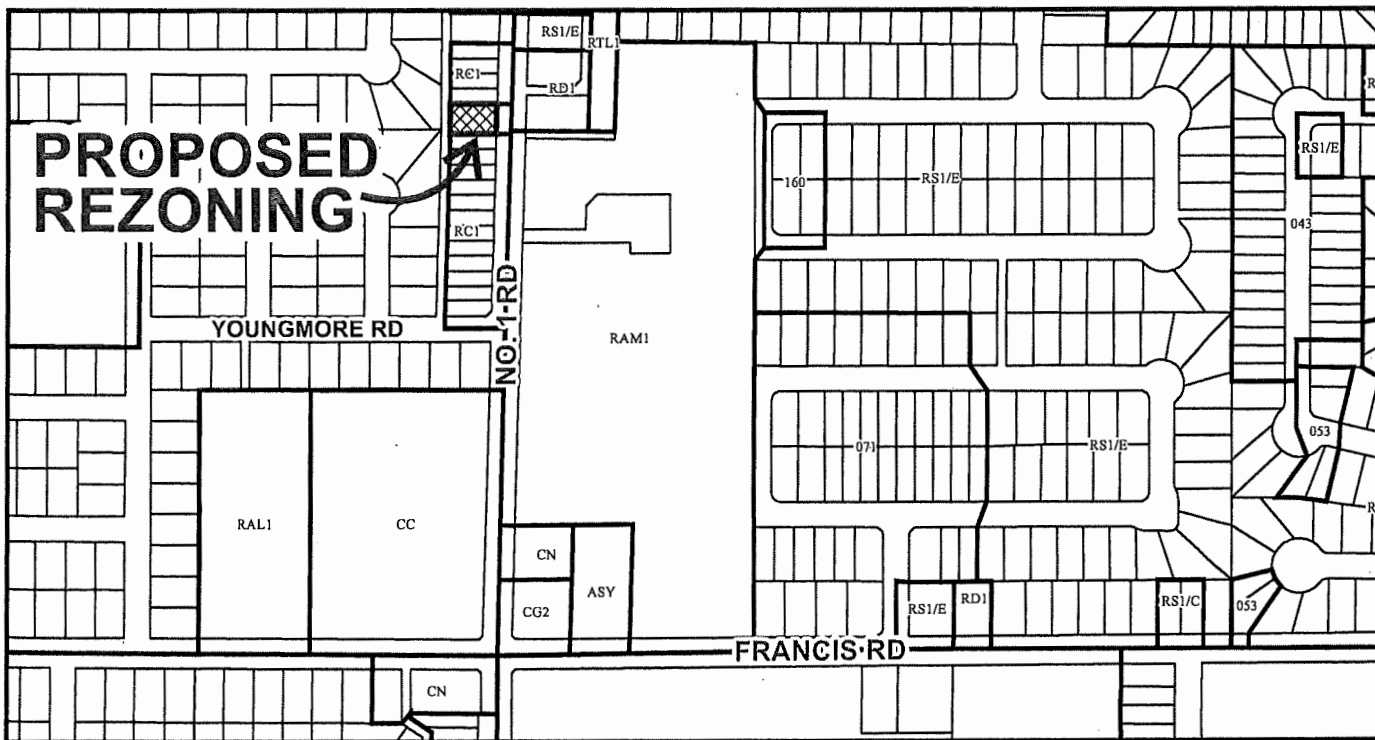 RS1/E
RTL1
RC1
RD1
PROPOSED
REZONING
RS1/E
160
RS1/E
043
RC1
NO. 1 RD
YOUNGMORE RD
RAM1
071
RS1/E
053
RAL1
CC
CN
ASY
CG2
RS1/E
RD1
RS1/C
053
FRANCIS RD
CN